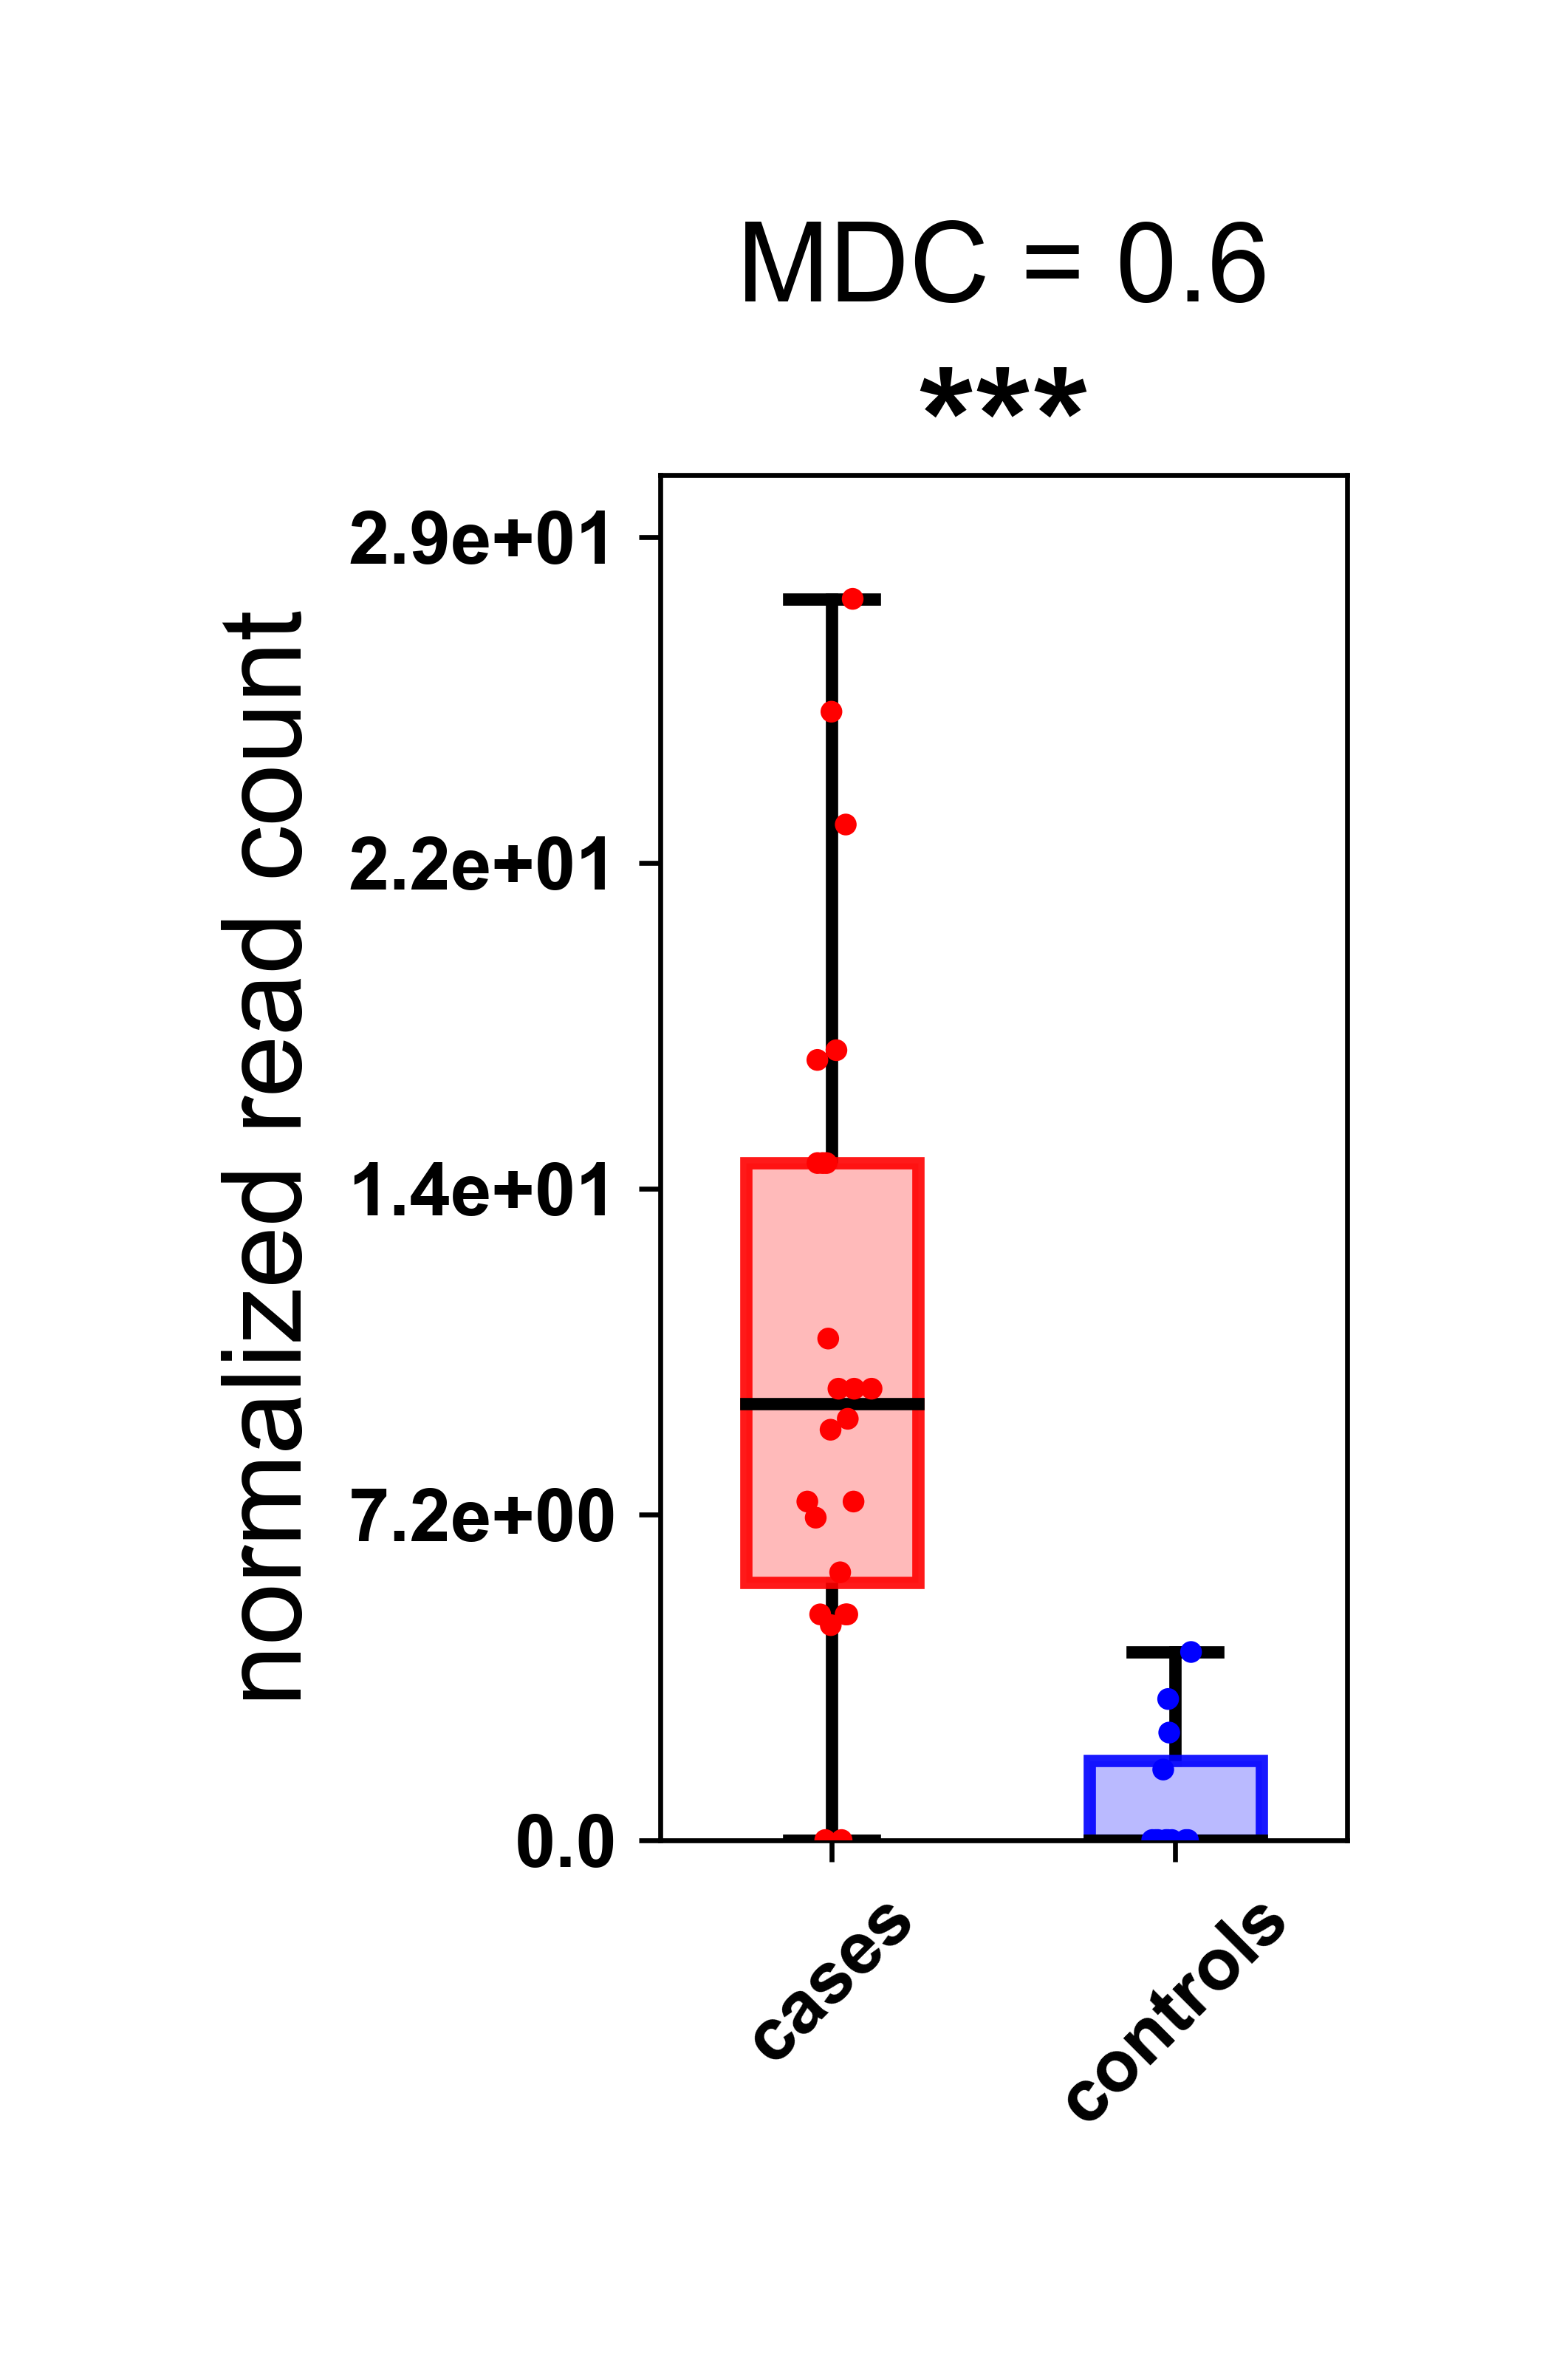 MDC = 0.6
***
normalized read count
2.9e+01
2.2e+01
1.4e+01
7.2e+00
0.0
cases
controls